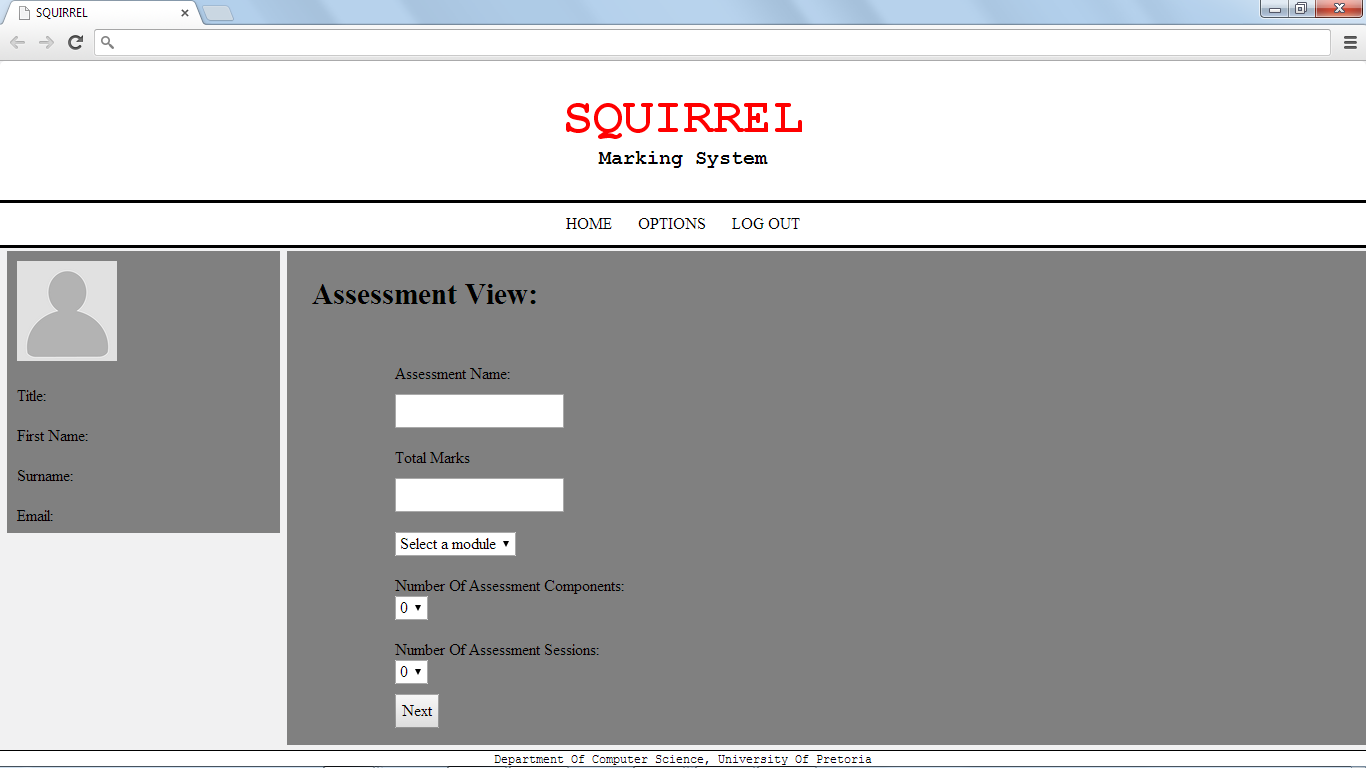 SQUIRREL
SQUIRREL
Marking System
HOME OPTIONS LOG OUT
Title:
First Name:
Surname:
Email:
Assessment View:
Assessment Name:
Total Marks
Select a module
Number Of Assessment Components:
0
Number Of Assessment Sessions:
0
Next
Department Of Computer Science, University Of Pretoria